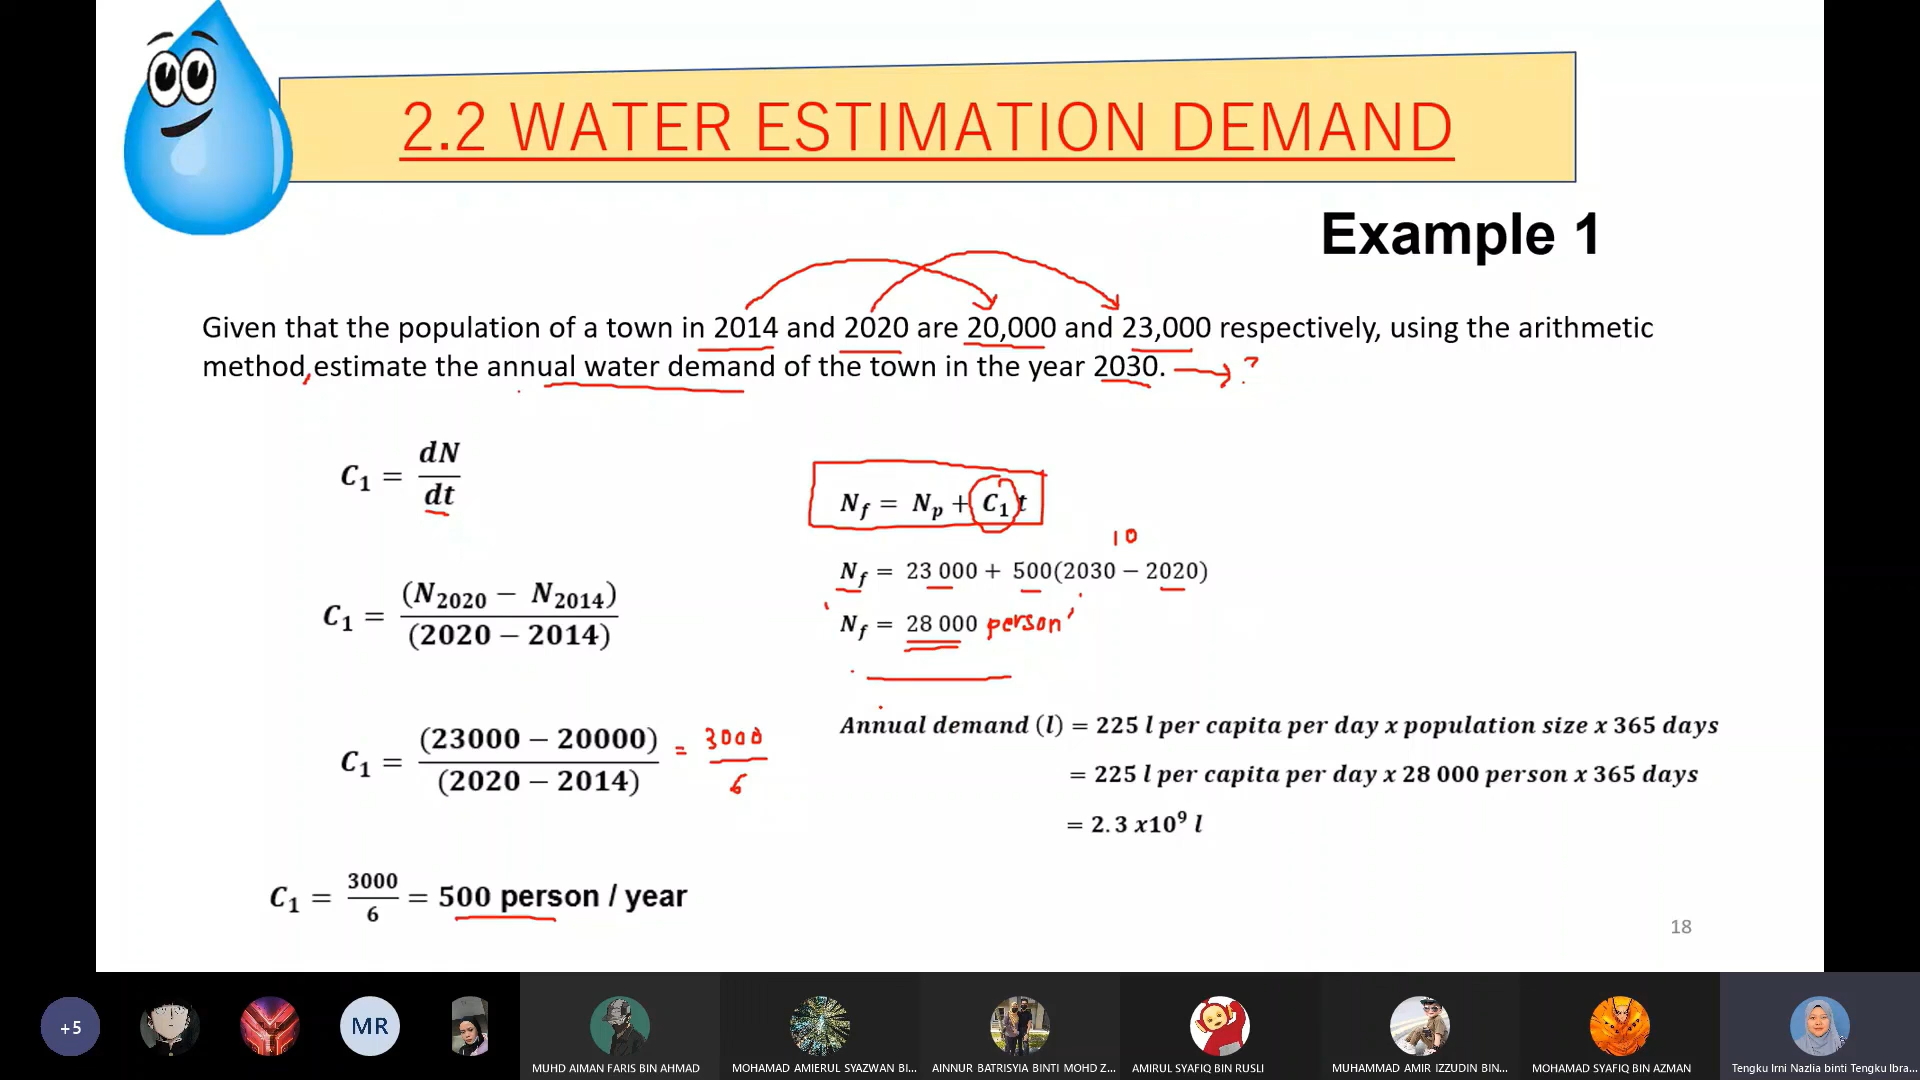 2.2 WATER ESTIMATION DEMAND
Example 1
Given that the population of a town in 2014 and 2020 are 20,000 and 23,000 respectively, using the arithmetic
method, estimate the annual water demand of the town in the year 2030. → ?
C₁ = dN/dt
C₁ = (N₂₀₂₀ − N₂₀₁₄)/(2020 − 2014)
C₁ = (23000 − 20000)/(2020 − 2014) = 3000/6
C₁ = 3000/6 = 500 person / year
N_f = N_p + C₁t
10
N_f = 23 000 + 500(2030 − 2020)
N_f = 28 000 person
Annual demand (l) = 225 l per capita per day x population size x 365 days
= 225 l per capita per day x 28 000 person x 365 days
= 2.3 x10⁹ l
18
+5
MR
MUHD AIMAN FARIS BIN AHMAD
MOHAMAD AMIERUL SYAZWAN BI...
AINNUR BATRISYIA BINTI MOHD Z...
AMIRUL SYAFIQ BIN RUSLI
MUHAMMAD AMIR IZZUDIN BIN...
MOHAMAD SYAFIQ BIN AZMAN
Tengku Irni Nazlia binti Tengku Ibra...